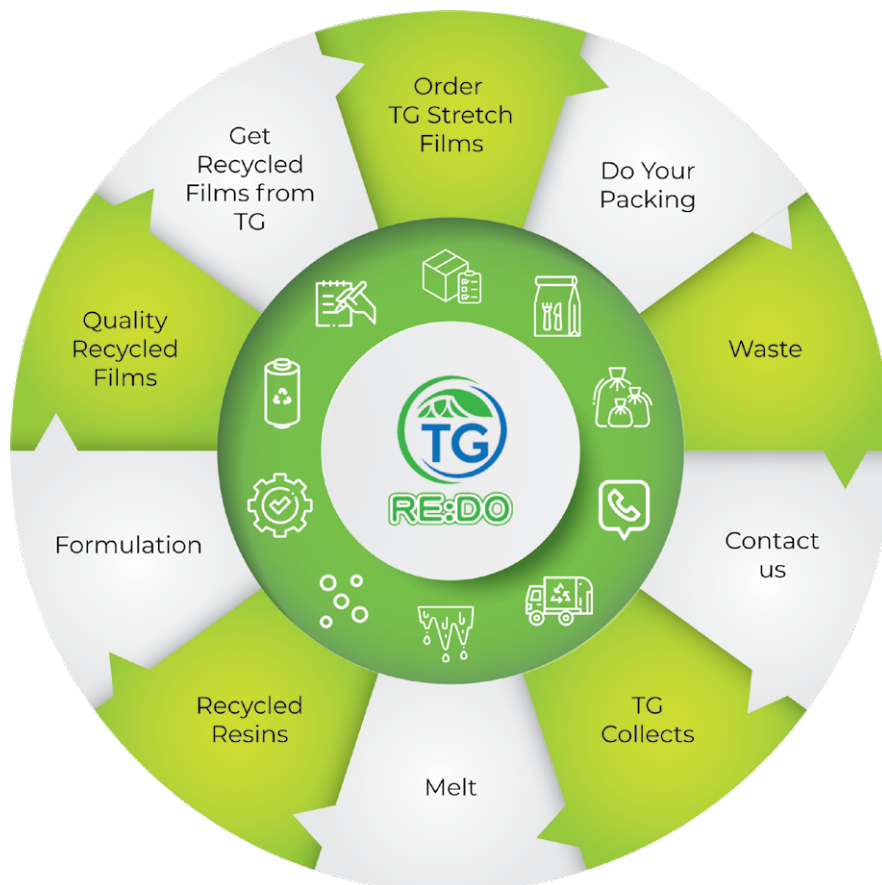 Order
TG Stretch
Films
Do Your
Packing
Waste
Contact
us
TG
Collects
Melt
Recycled
Resins
Formulation
Quality
Recycled
Films
Get
Recycled
Films from
TG
TG
RE:DO